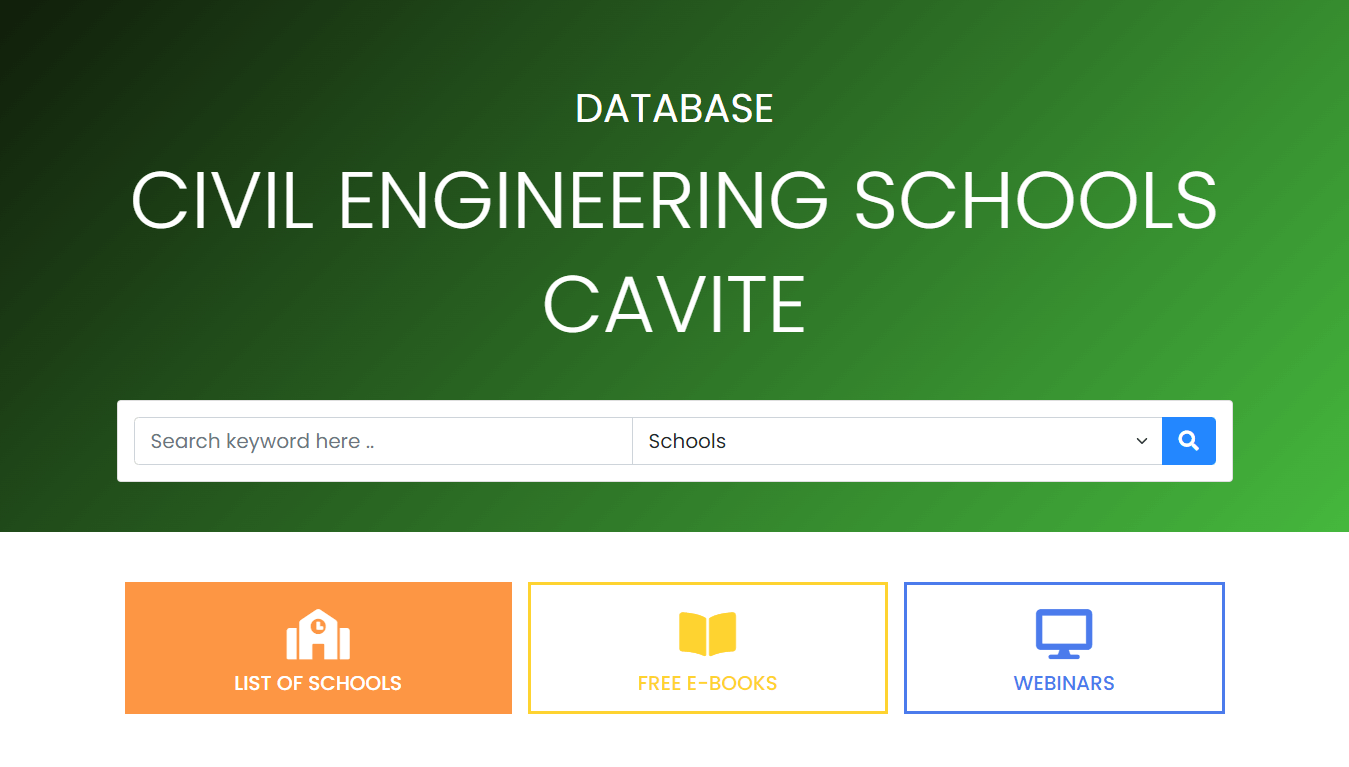 DATABASE
CIVIL ENGINEERING SCHOOLS
CAVITE
Search keyword here ..
Schools
LIST OF SCHOOLS
FREE E-BOOKS
WEBINARS